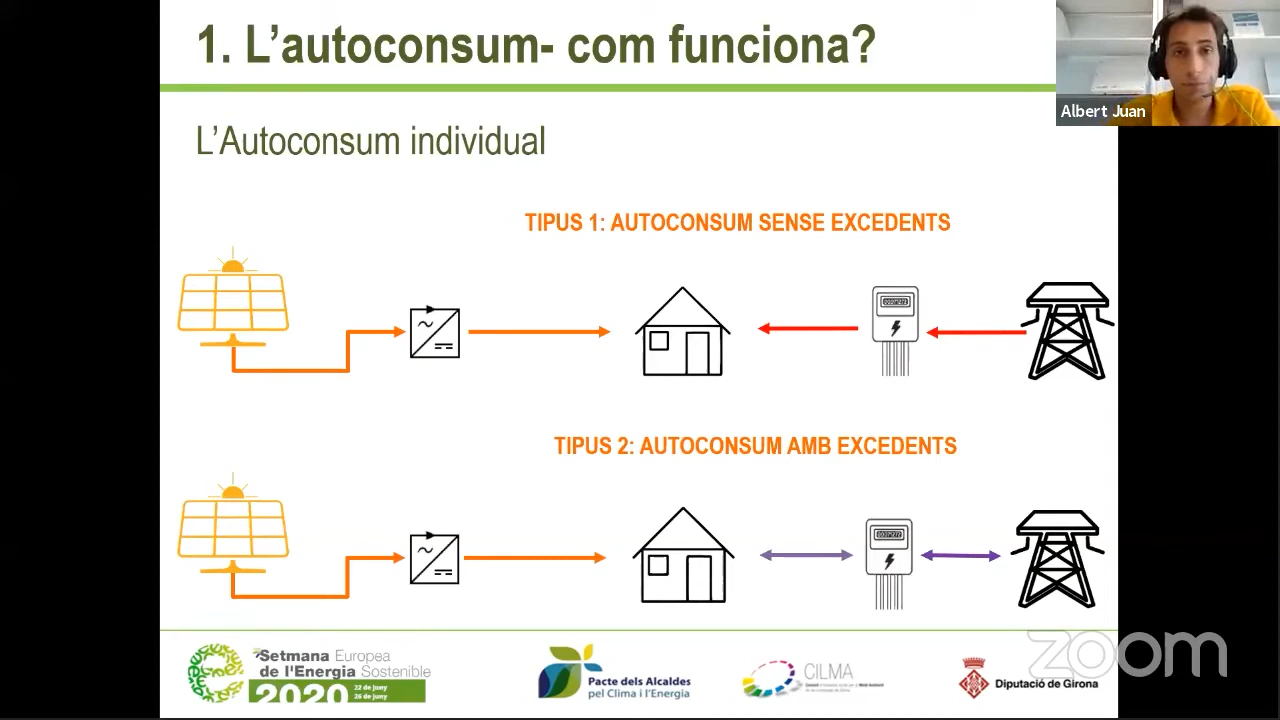 1. L’autoconsum- com funciona?
Albert Juan
L’Autoconsum individual
TIPUS 1: AUTOCONSUM SENSE EXCEDENTS
TIPUS 2: AUTOCONSUM AMB EXCEDENTS
Setmana Europea
de l'Energia Sostenible
2020 22 de juny
26 de juny
Pacte dels Alcaldes
pel Clima i l'Energia
CILMA
Diputació de Girona
zoom